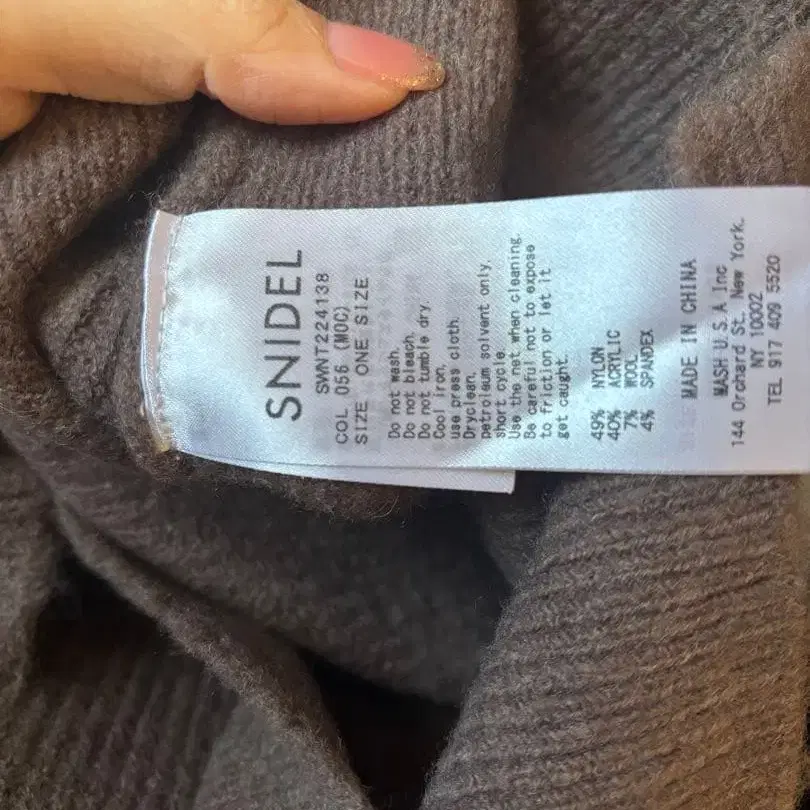 SNIDEL
SWNT224138
COL 056 (MOC)
SIZE ONE SIZE
Do not wash.
Do not bleach.
Do not tumble dry.
Cool iron.
use press cloth.
Dryclean.
petroleum solvent only,
short cycle.
Use the net when cleaning.
Be careful not to expose
to friction or let it
get caught.
49% NYLON
40% ACRYLIC
7% WOOL
4% SPANDEX
MADE IN CHINA
MASH U.S.A Inc
144 Orchard St. New York.
NY 10002
TEL 917 409 5520